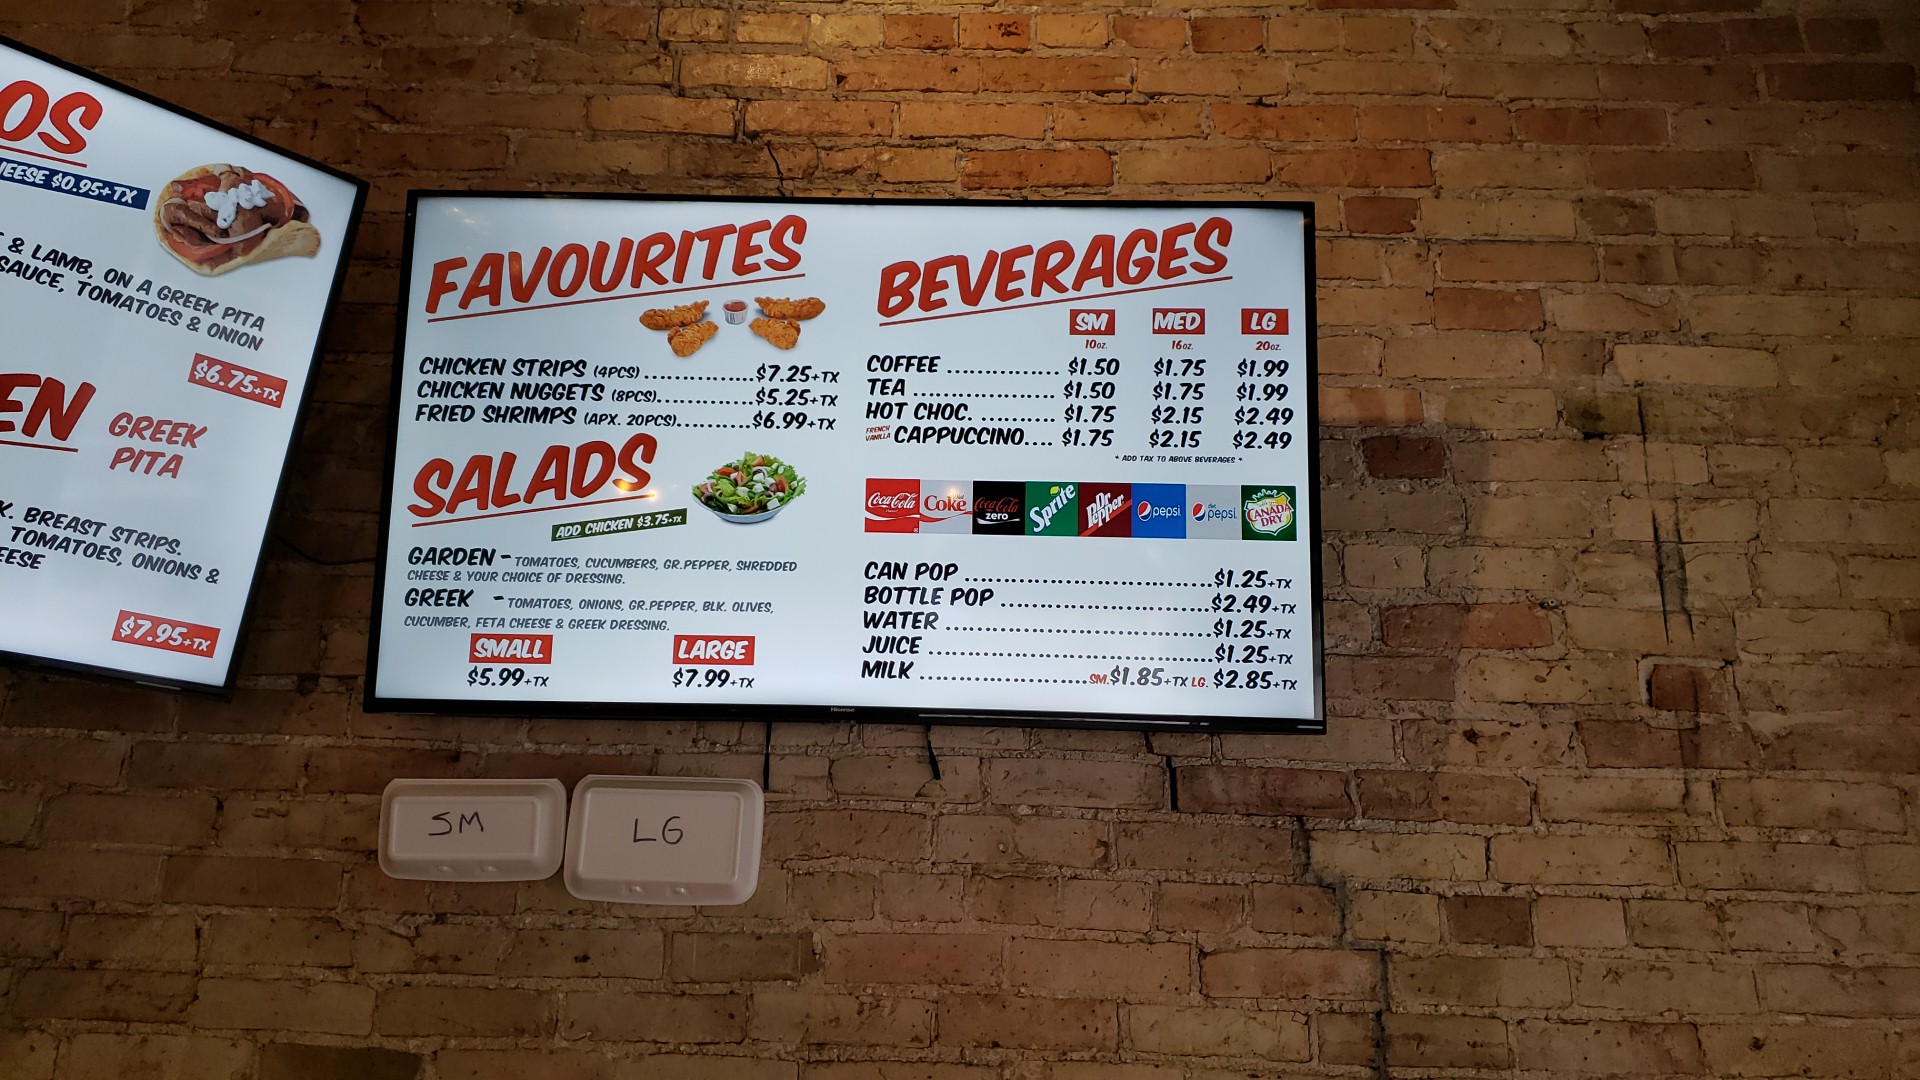 OS
HEESE $0.95+TX
& LAMB, ON A GREEK PITA
SAUCE, TOMATOES & ONION
$6.75+TX
EN GREEK
PITA
K. BREAST STRIPS.
TOMATOES, ONIONS &
EESE
$7.95+TX
FAVOURITES
CHICKEN STRIPS (4PCS) ................$7.25+TX
CHICKEN NUGGETS (8PCS)..............$5.25+TX
FRIED SHRIMPS (APX. 20PCS)..........$6.99+TX
SALADS
ADD CHICKEN $3.75+TX
GARDEN - TOMATOES, CUCUMBERS, GR.PEPPER, SHREDDED
CHEESE & YOUR CHOICE OF DRESSING.
GREEK - TOMATOES, ONIONS, GR.PEPPER, BLK. OLIVES,
CUCUMBER, FETA CHEESE & GREEK DRESSING.
SMALL LARGE
$5.99+TX $7.99+TX
BEVERAGES
SM MED LG
10oz. 16oz. 20oz.
COFFEE ................ $1.50 $1.75 $1.99
TEA ..................... $1.50 $1.75 $1.99
HOT CHOC. ........... $1.75 $2.15 $2.49
FRENCH VANILLA CAPPUCCINO.... $1.75 $2.15 $2.49
* ADD TAX TO ABOVE BEVERAGES *
Coca-Cola diet Coke Coca-Cola zero Sprite Dr Pepper pepsi diet pepsi CANADA DRY
CAN POP ..................................$1.25+TX
BOTTLE POP .............................$2.49+TX
WATER .....................................$1.25+TX
JUICE .......................................$1.25+TX
MILK .......................SM.$1.85+TX LG. $2.85+TX
Hisense
SM LG